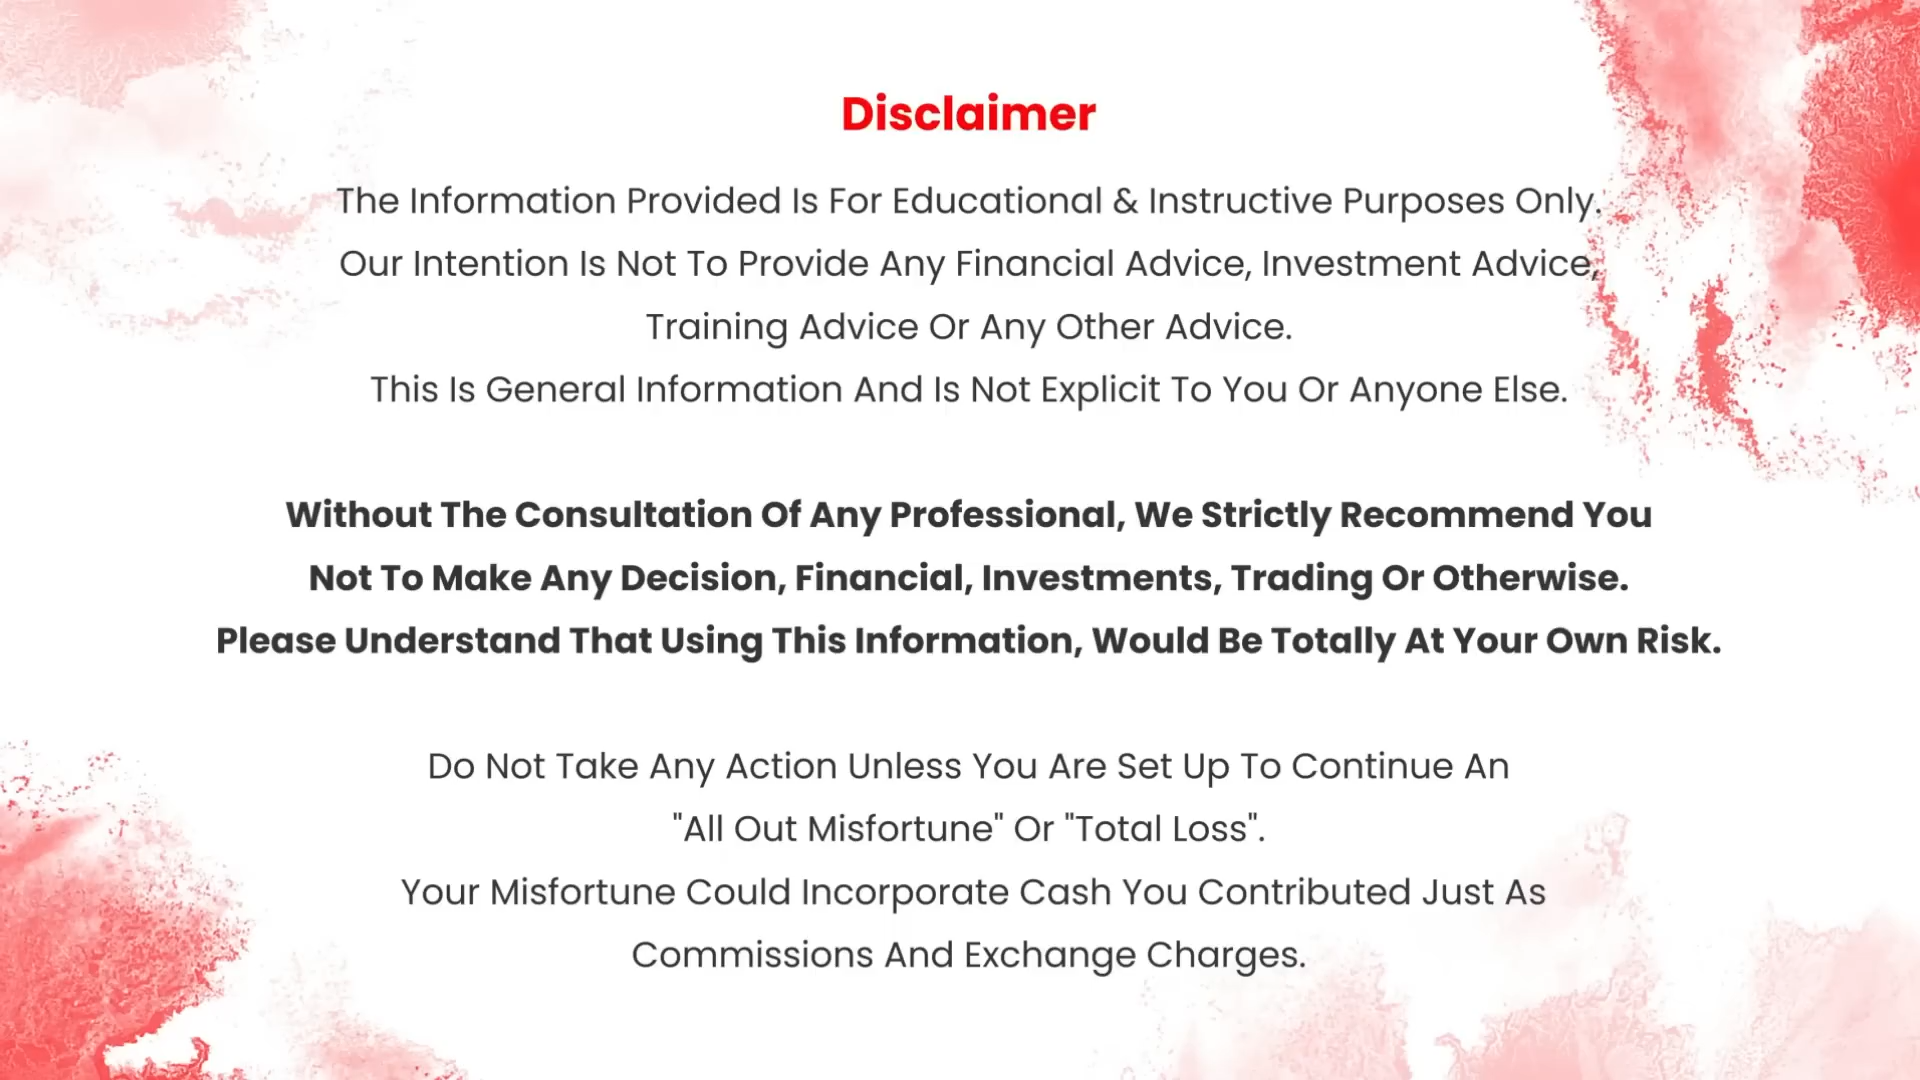 Disclaimer
The Information Provided Is For Educational & Instructive Purposes Only.
Our Intention Is Not To Provide Any Financial Advice, Investment Advice,
Training Advice Or Any Other Advice.
This Is General Information And Is Not Explicit To You Or Anyone Else.
Without The Consultation Of Any Professional, We Strictly Recommend You
Not To Make Any Decision, Financial, Investments, Trading Or Otherwise.
Please Understand That Using This Information, Would Be Totally At Your Own Risk.
Do Not Take Any Action Unless You Are Set Up To Continue An
"All Out Misfortune" Or "Total Loss".
Your Misfortune Could Incorporate Cash You Contributed Just As
Commissions And Exchange Charges.